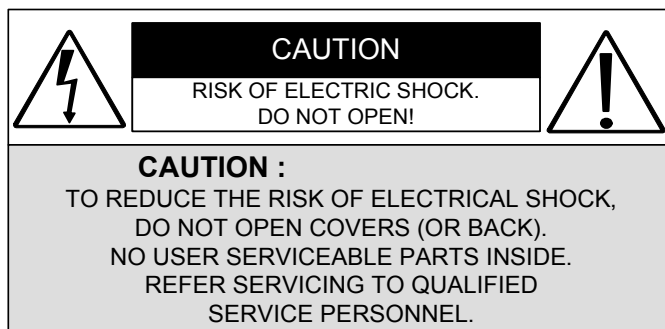 CAUTION
RISK OF ELECTRIC SHOCK.
DO NOT OPEN!
CAUTION :
TO REDUCE THE RISK OF ELECTRICAL SHOCK,
DO NOT OPEN COVERS (OR BACK).
NO USER SERVICEABLE PARTS INSIDE.
REFER SERVICING TO QUALIFIED
SERVICE PERSONNEL.